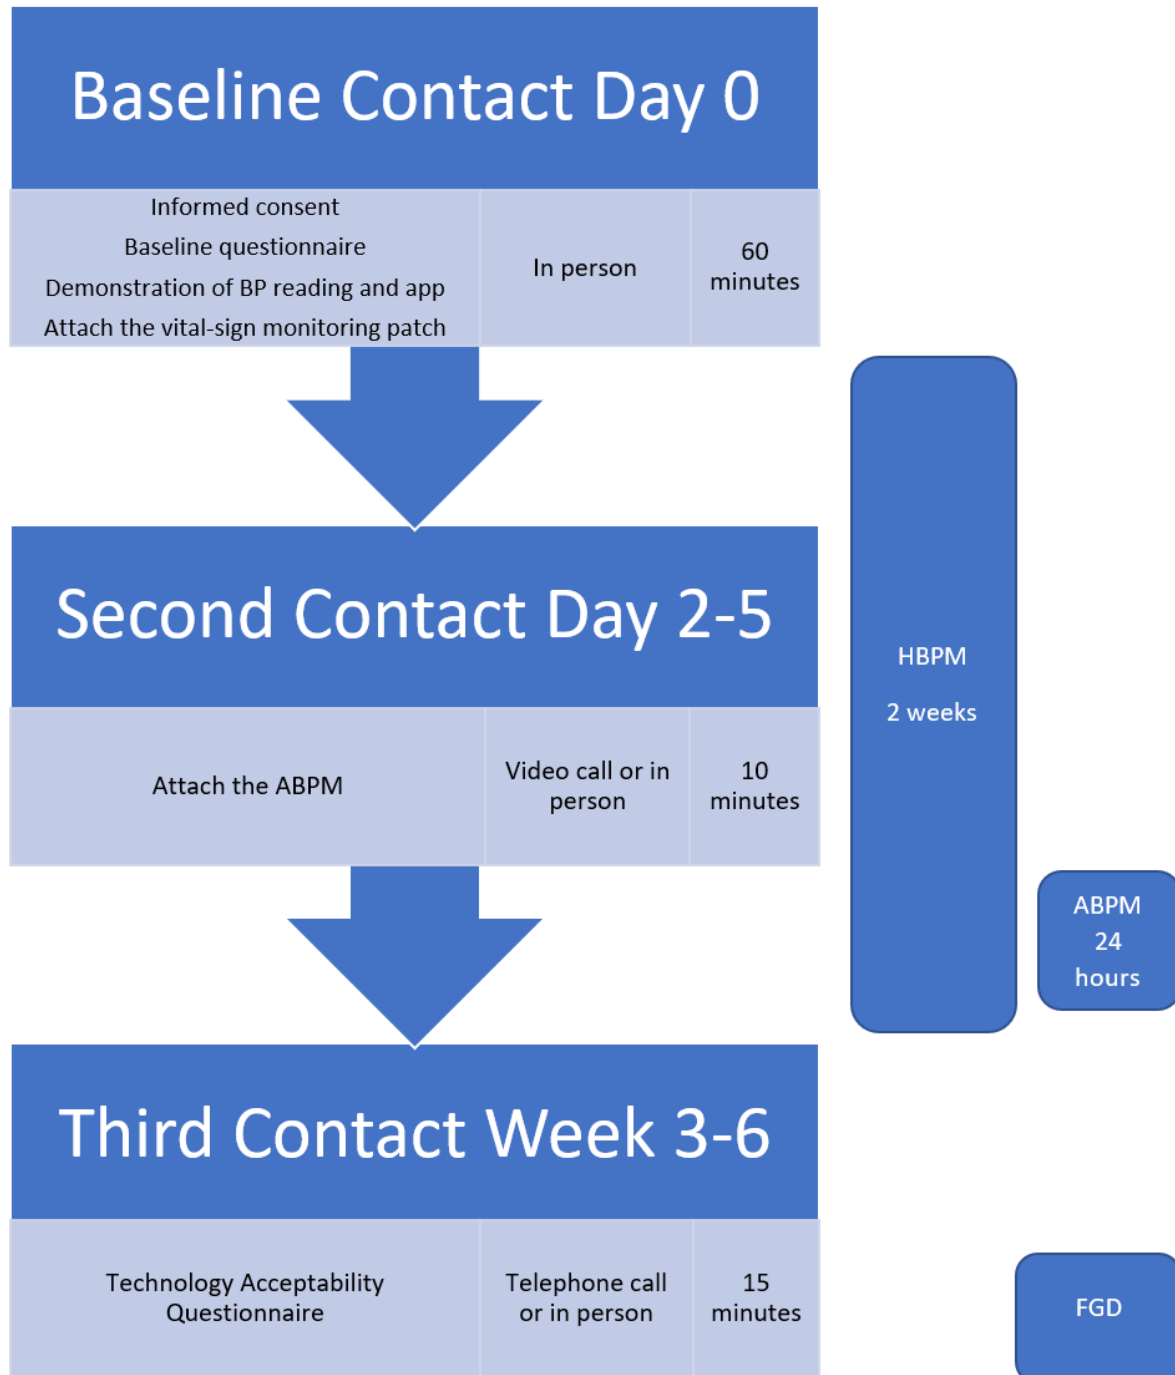 Baseline Contact Day 0
Informed consent
Baseline questionnaire
Demonstration of BP reading and app
Attach the vital-sign monitoring patch
In person
60
minutes
Second Contact Day 2-5
Attach the ABPM
Video call or in
person
10
minutes
HBPM
2 weeks
ABPM
24
hours
Third Contact Week 3-6
Technology Acceptability
Questionnaire
Telephone call
or in person
15
minutes
FGD